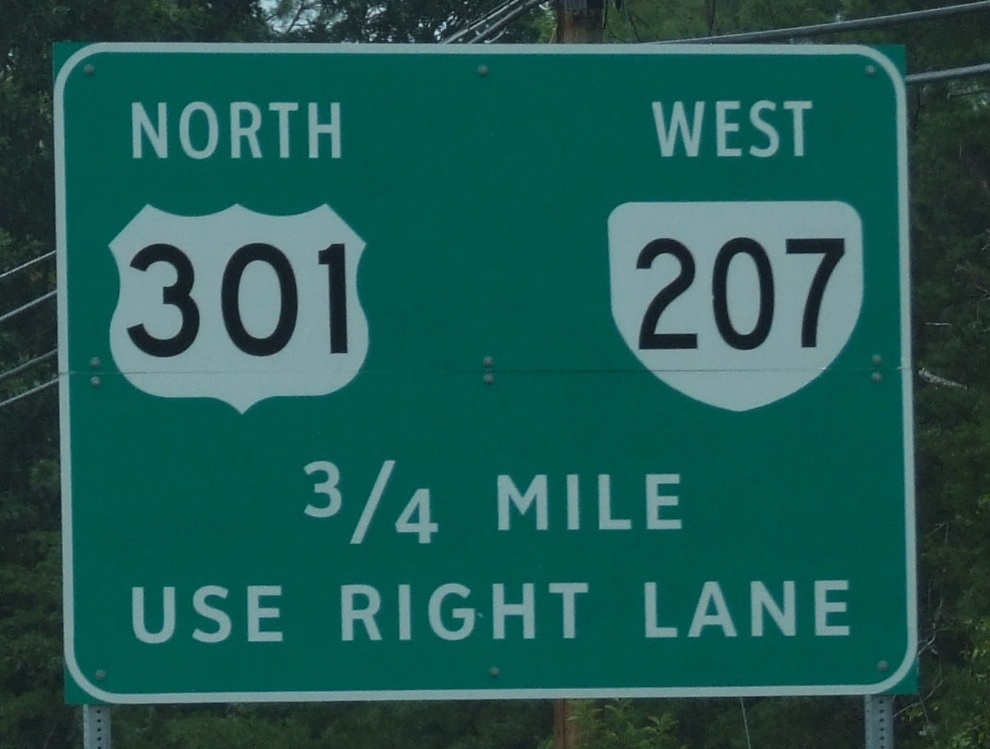 NORTH WEST
301 207
3/4 MILE
USE RIGHT LANE